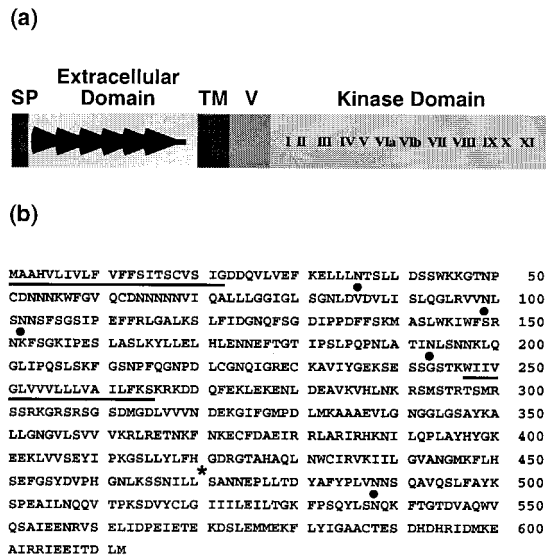 (a)
Extracellular
SP Domain TM V Kinase Domain
I II III IV V VIa VIIb VII VIII IX X XI
(b)
MAAHVLIVLF VFFSITSCVS IGDDQVLVEF KELLLNTSLL DSSWKKGTNP 50
CDNNNKWFGV QCDNNNNNVI QALLLGGIGL SGNLDVDVLI SLQGLRVVNL 100
SNNSFSGSIP EFFRLGALKS LFIDGNQFSG DIPPDFFSKM ASLWKIWFSR 150
NKFSGKIPES LASLKYLLEL HLENNEFTGT IPSLPQPNLA TINLSNNKLQ 200
GLIPQSLSKF GSNPFQGNPD LCGNQIGREC KAVIYGEKSE SSGSTKWIIV 250
GLVVVLLLVA ILFKSKRKDD QFEKLEKENL DEAVKVHLNK RSMSTRTSMR 300
SSRKGRSRSG SDMGDLVVVN DEKGIFGMPD LMKAAAEVLG NGGLGSAYKA 350
LLGNGVLSVV VKRLRETNKF NKECFDAEIR RLARIRHKNI LQPLAYHYGK 400
EEKLVVSEYI PKGSLLYLFH GDRGTAHAQL NWCIRVKIIL GVANGMKFLH 450
*
SEFGSYDVPH GNLKSSNILL SANNEPLLTD YAFYPLVNNS QAVQSLFAYK 500
SPEAILNQQV TPKSDVYCLG IIILEILTGK FPSQYLSNQK FTGTDVAQWV 550
QSAIEENRVS ELIDPEIETE KDSLEMMEKF LYIGAACTES DHDHRIDMKE 600
AIRRIEEITD LM